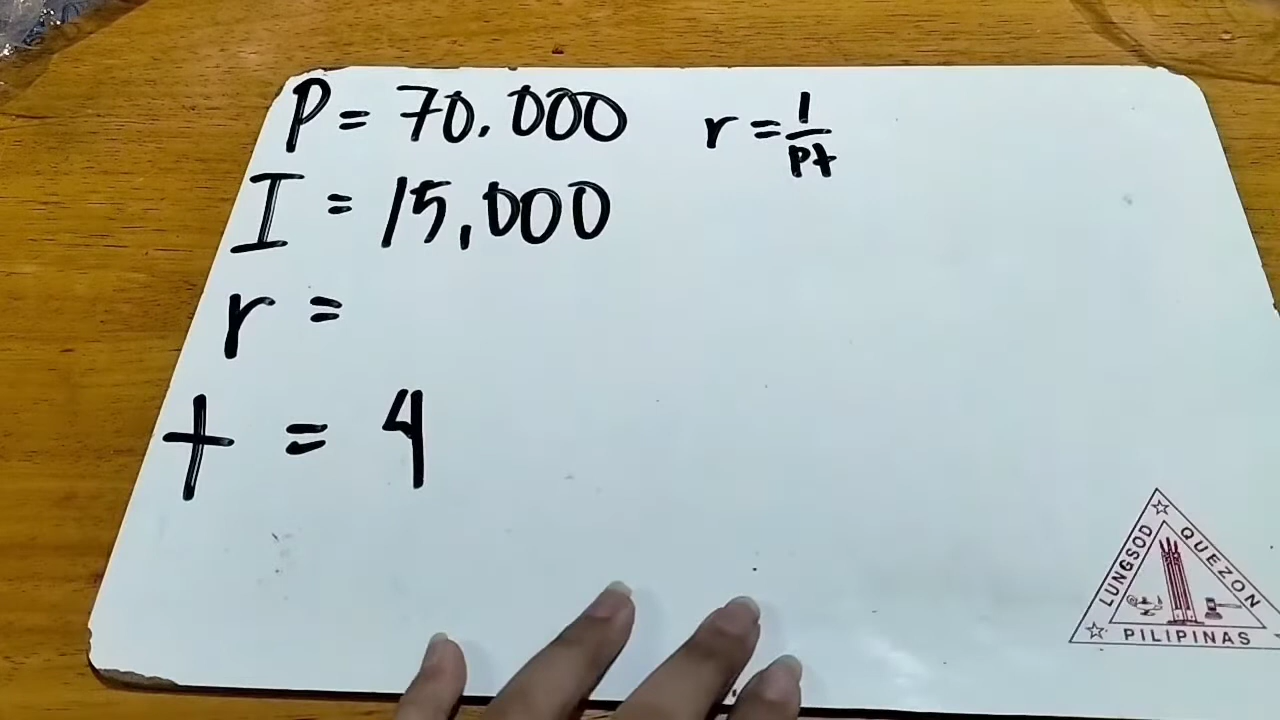 P = 70.000
I = 15,000
r =
t = 4
r = I
Pt
LUNGSOD QUEZON
PILIPINAS